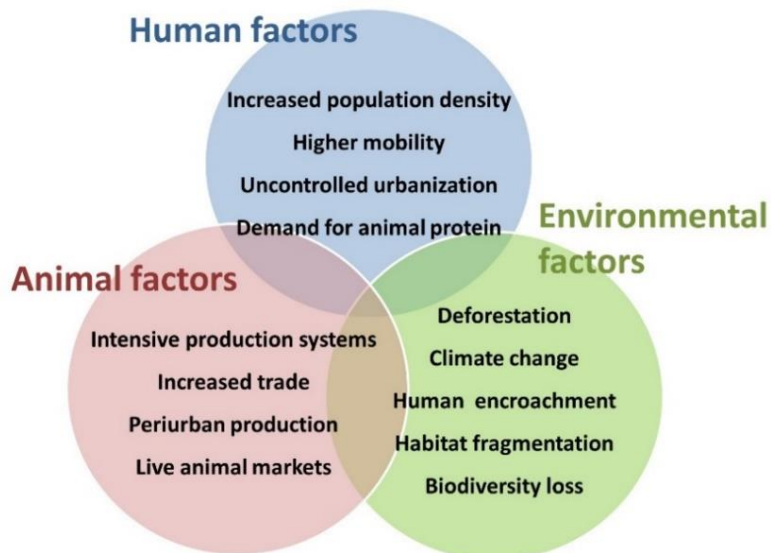 Human factors
Increased population density
Higher mobility
Uncontrolled urbanization
Demand for animal protein
Environmental
factors
Animal factors
Intensive production systems
Increased trade
Periurban production
Live animal markets
Deforestation
Climate change
Human encroachment
Habitat fragmentation
Biodiversity loss